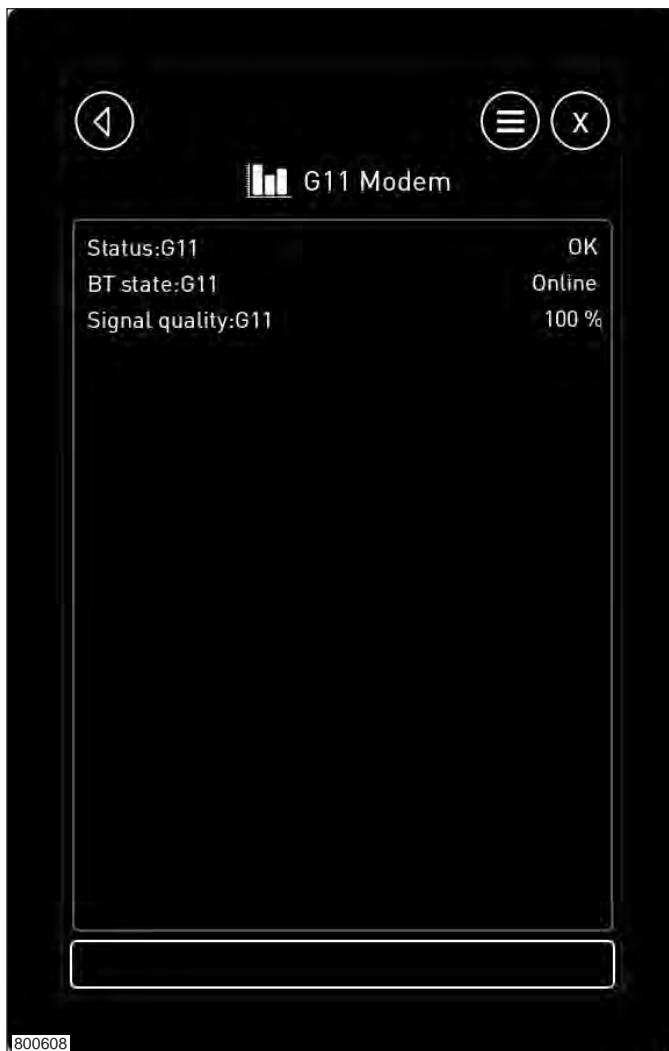 X
G11 Modem
Status:G11 OK
BT state:G11 Online
Signal quality:G11 100 %
800608